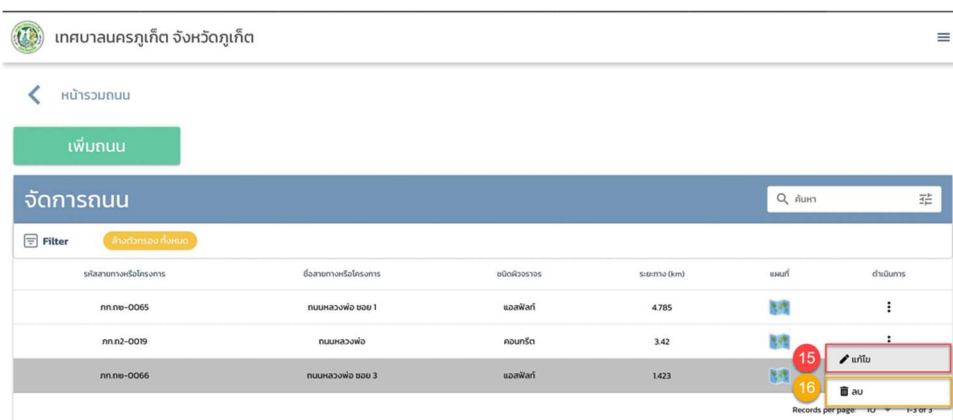 เทศบาลนครภูเก็ต จังหวัดภูเก็ต
หน้ารวมถนน
เพิ่มถนน
จัดการถนน
ค้นหา
Filter ล้างตัวกรอง ทั้งหมด
รหัสสายทางหรือโครงการ ชื่อสายทางหรือโครงการ ชนิดผิวจราจร ระยะทาง (km) แผนที่ ดำเนินการ
ภก.ถข-0065 ถนนหลวงพ่อ ซอย 1 แอสฟัลท์ 4.785
ภก.ถ2-0019 ถนนหลวงพ่อ คอนกรีต 3.42
15 แก้ไข
ภก.ถข-0066 ถนนหลวงพ่อ ซอย 3 แอสฟัลท์ 1.423
16 ลบ
Records per page: 10 1-3 of 3